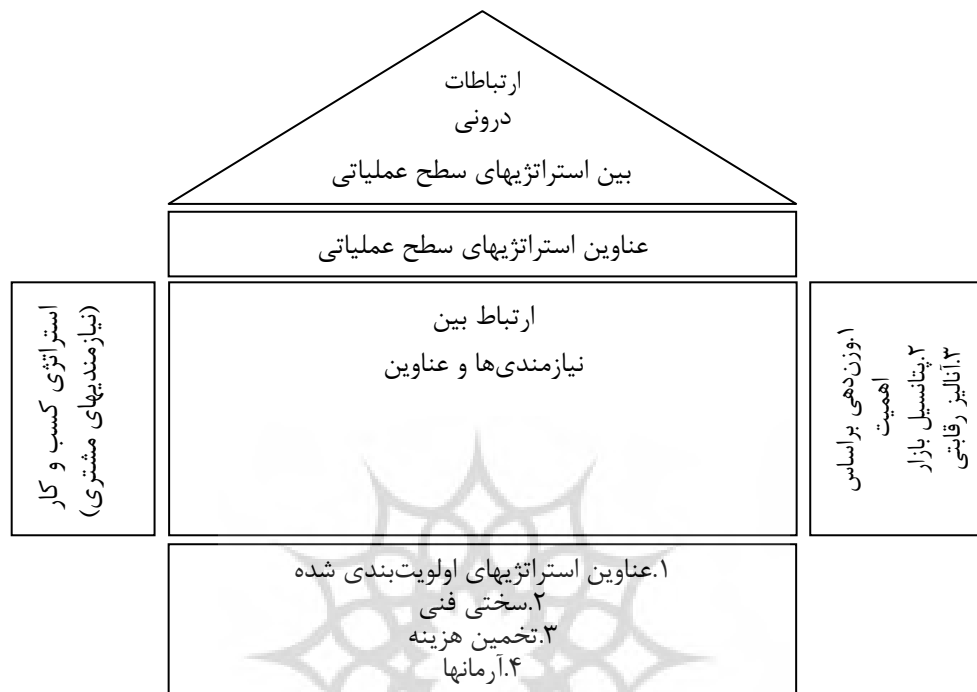 ارتباطات
درونی
بین استراتژیهای سطح عملیاتی
عناوین استراتژیهای سطح عملیاتی
۱.وزن‌دهی براساس
اهمیت
۲.پتانسیل بازار
۳.آنالیز رقابتی
ارتباط بین
نیازمندی‌ها و عناوین
استراتژی کسب و کار
(نیازمندیهای مشتری)
۱.عناوین استراتژیهای اولویت‌بندی شده
۲.سختی فنی
۳.تخمین هزینه
۴.آرمانها